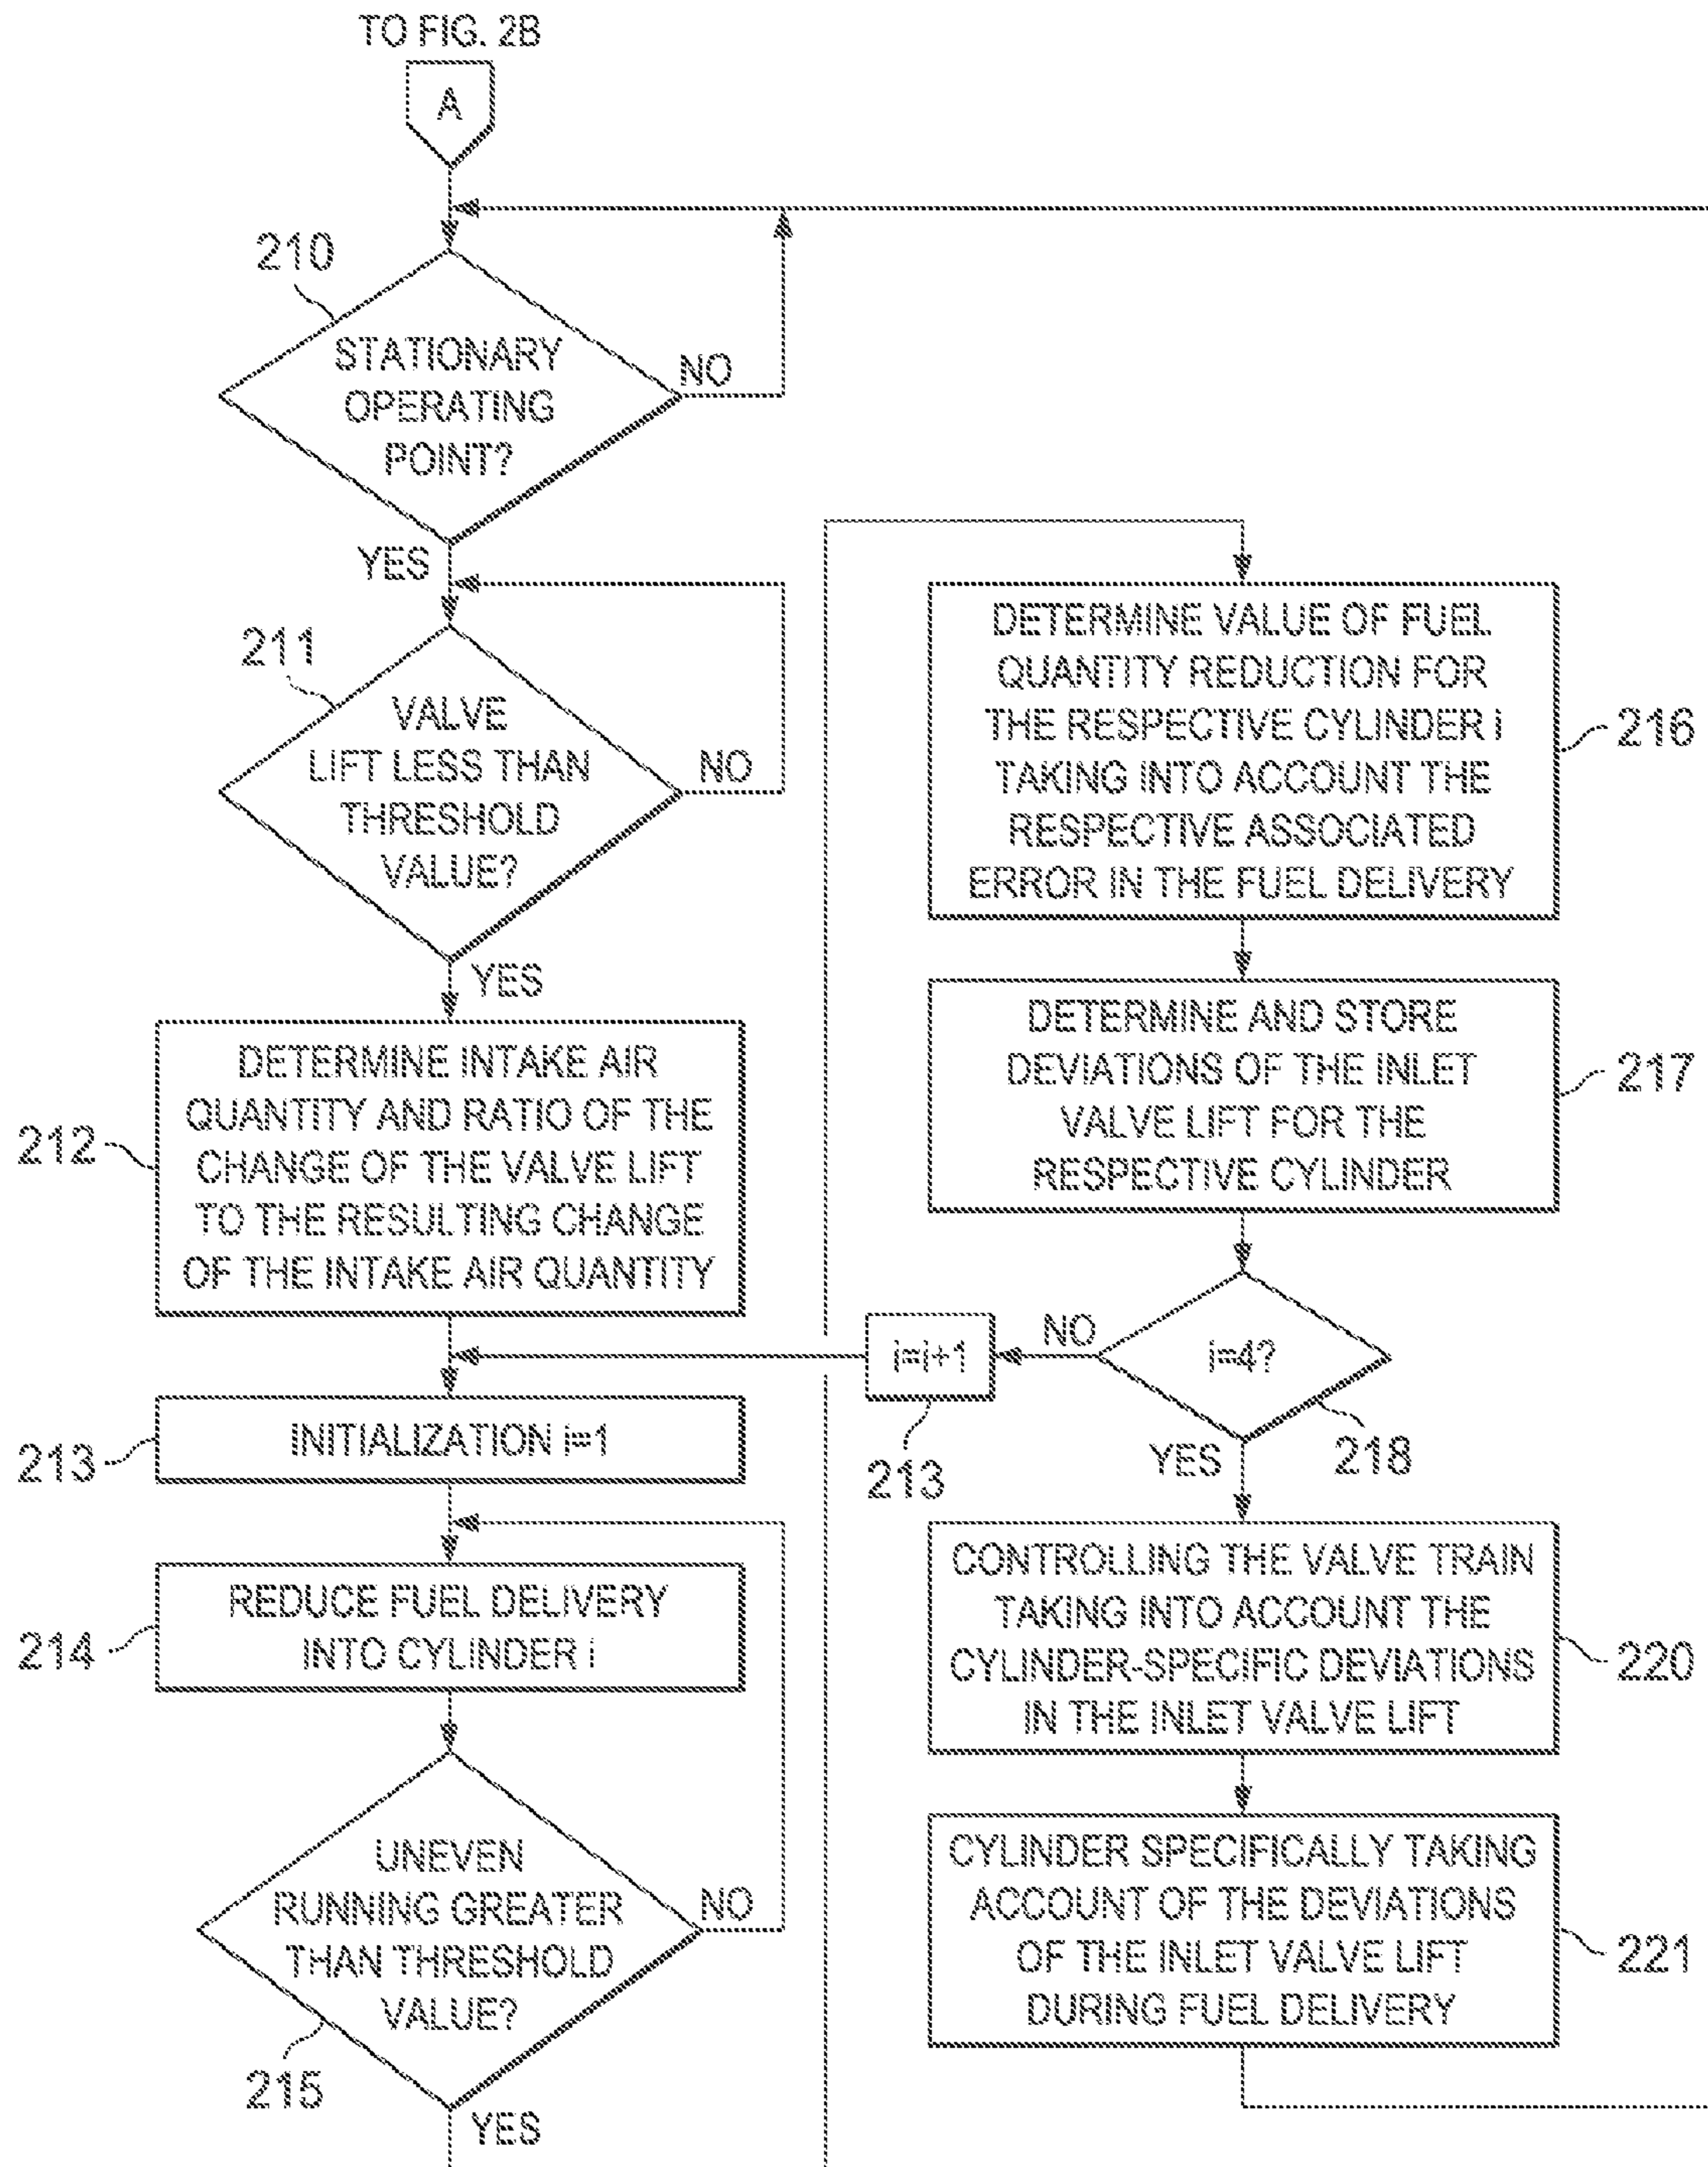 TO FIG. 2B
A
210
STATIONARY
OPERATING
POINT?
NO
YES
211
VALVE
LIFT LESS THAN
THRESHOLD
VALUE?
NO
YES
212
DETERMINE INTAKE AIR
QUANTITY AND RATIO OF THE
CHANGE OF THE VALVE LIFT
TO THE RESULTING CHANGE
OF THE INTAKE AIR QUANTITY
213
INITIALIZATION i=1
214
REDUCE FUEL DELIVERY
INTO CYLINDER i
UNEVEN
RUNNING GREATER
THAN THRESHOLD
VALUE?
NO
215
YES
DETERMINE VALUE OF FUEL
QUANTITY REDUCTION FOR
THE RESPECTIVE CYLINDER i
TAKING INTO ACCOUNT THE
RESPECTIVE ASSOCIATED
ERROR IN THE FUEL DELIVERY
216
DETERMINE AND STORE
DEVIATIONS OF THE INLET
VALVE LIFT FOR THE
RESPECTIVE CYLINDER
217
i=i+1
NO
i=4?
213
YES
218
CONTROLLING THE VALVE TRAIN
TAKING INTO ACCOUNT THE
CYLINDER-SPECIFIC DEVIATIONS
IN THE INLET VALVE LIFT
220
CYLINDER SPECIFICALLY TAKING
ACCOUNT OF THE DEVIATIONS
OF THE INLET VALVE LIFT
DURING FUEL DELIVERY
221